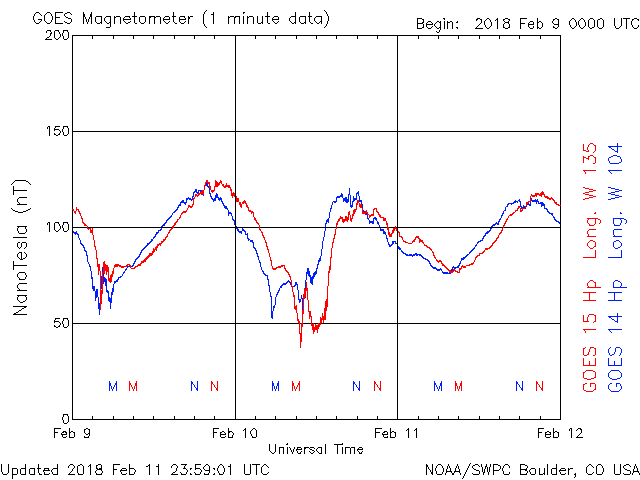 GOES Magnetometer (1 minute data)
Begin: 2018 Feb 9 0000 UTC
200
150
100
50
0
NanoTesla (nT)
M M N N M M N N M M N N
Feb 9 Feb 10 Feb 11 Feb 12
Universal Time
GOES 15 Hp Long. W 135
GOES 14 Hp Long. W 104
Updated 2018 Feb 11 23:59:01 UTC
NOAA/SWPC Boulder, CO USA